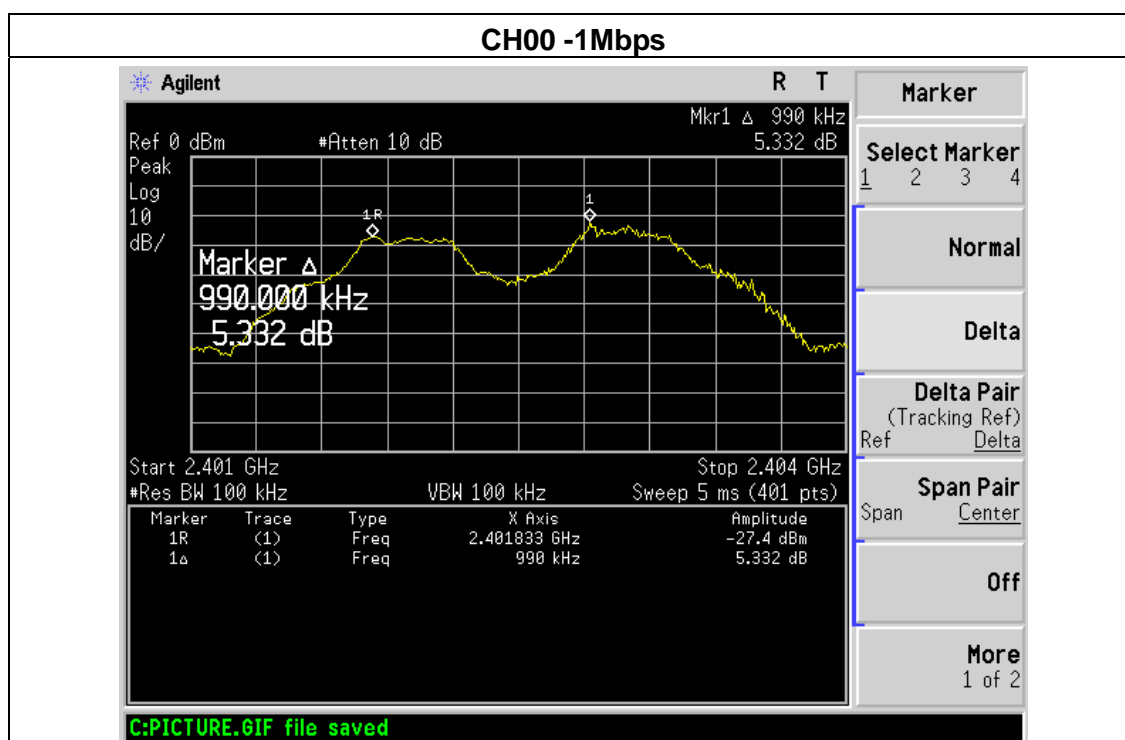 CH00 -1Mbps
Agilent R T
Mkr1 Δ 990 kHz
Ref 0 dBm #Atten 10 dB 5.332 dB
Peak
Log
10
dB/
1R
1
Marker Δ
990.000 kHz
5.332 dB
Start 2.401 GHz Stop 2.404 GHz
#Res BW 100 kHz VBW 100 kHz Sweep 5 ms (401 pts)
Marker Trace Type X Axis Amplitude
1R (1) Freq 2.401833 GHz -27.4 dBm
1Δ (1) Freq 990 kHz 5.332 dB
C:PICTURE.GIF file saved
Marker
Select Marker
1 2 3 4
Normal
Delta
Delta Pair
(Tracking Ref)
Ref Delta
Span Pair
Span Center
Off
More
1 of 2